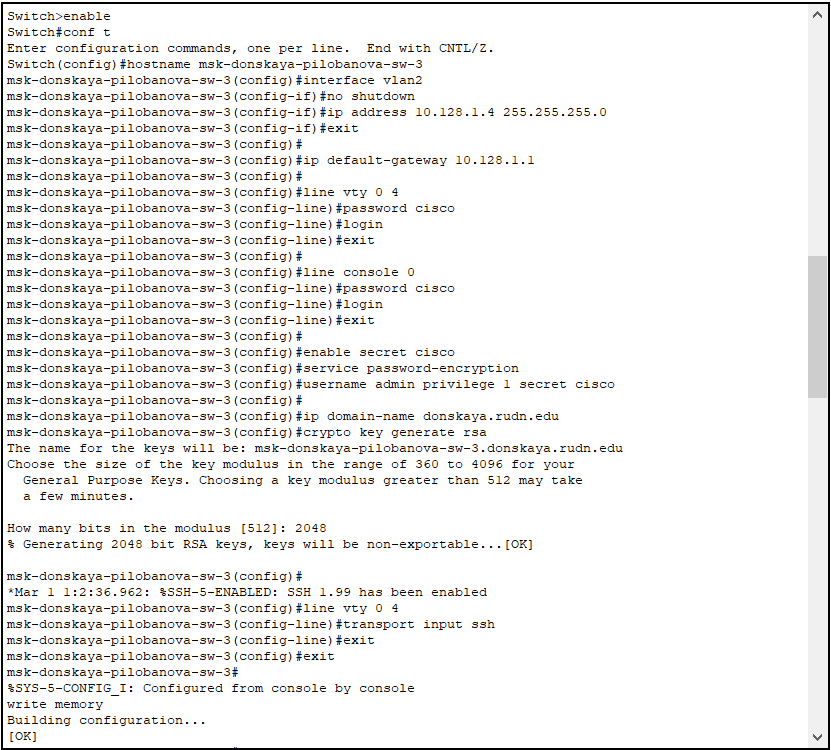 Switch>enable
Switch#conf t
Enter configuration commands, one per line.  End with CNTL/Z.
Switch(config)#hostname msk-donskaya-pilobanova-sw-3
msk-donskaya-pilobanova-sw-3(config)#interface vlan2
msk-donskaya-pilobanova-sw-3(config-if)#no shutdown
msk-donskaya-pilobanova-sw-3(config-if)#ip address 10.128.1.4 255.255.255.0
msk-donskaya-pilobanova-sw-3(config-if)#exit
msk-donskaya-pilobanova-sw-3(config)#
msk-donskaya-pilobanova-sw-3(config)#ip default-gateway 10.128.1.1
msk-donskaya-pilobanova-sw-3(config)#
msk-donskaya-pilobanova-sw-3(config)#line vty 0 4
msk-donskaya-pilobanova-sw-3(config-line)#password cisco
msk-donskaya-pilobanova-sw-3(config-line)#login
msk-donskaya-pilobanova-sw-3(config-line)#exit
msk-donskaya-pilobanova-sw-3(config)#
msk-donskaya-pilobanova-sw-3(config)#line console 0
msk-donskaya-pilobanova-sw-3(config-line)#password cisco
msk-donskaya-pilobanova-sw-3(config-line)#login
msk-donskaya-pilobanova-sw-3(config-line)#exit
msk-donskaya-pilobanova-sw-3(config)#
msk-donskaya-pilobanova-sw-3(config)#enable secret cisco
msk-donskaya-pilobanova-sw-3(config)#service password-encryption
msk-donskaya-pilobanova-sw-3(config)#username admin privilege 1 secret cisco
msk-donskaya-pilobanova-sw-3(config)#
msk-donskaya-pilobanova-sw-3(config)#ip domain-name donskaya.rudn.edu
msk-donskaya-pilobanova-sw-3(config)#crypto key generate rsa
The name for the keys will be: msk-donskaya-pilobanova-sw-3.donskaya.rudn.edu
Choose the size of the key modulus in the range of 360 to 4096 for your
  General Purpose Keys. Choosing a key modulus greater than 512 may take
  a few minutes.

How many bits in the modulus [512]: 2048
% Generating 2048 bit RSA keys, keys will be non-exportable...[OK]

msk-donskaya-pilobanova-sw-3(config)#
*Mar 1 1:2:36.962: %SSH-5-ENABLED: SSH 1.99 has been enabled
msk-donskaya-pilobanova-sw-3(config)#line vty 0 4
msk-donskaya-pilobanova-sw-3(config-line)#transport input ssh
msk-donskaya-pilobanova-sw-3(config-line)#exit
msk-donskaya-pilobanova-sw-3(config)#exit
msk-donskaya-pilobanova-sw-3#
%SYS-5-CONFIG_I: Configured from console by console
write memory
Building configuration...
[OK]